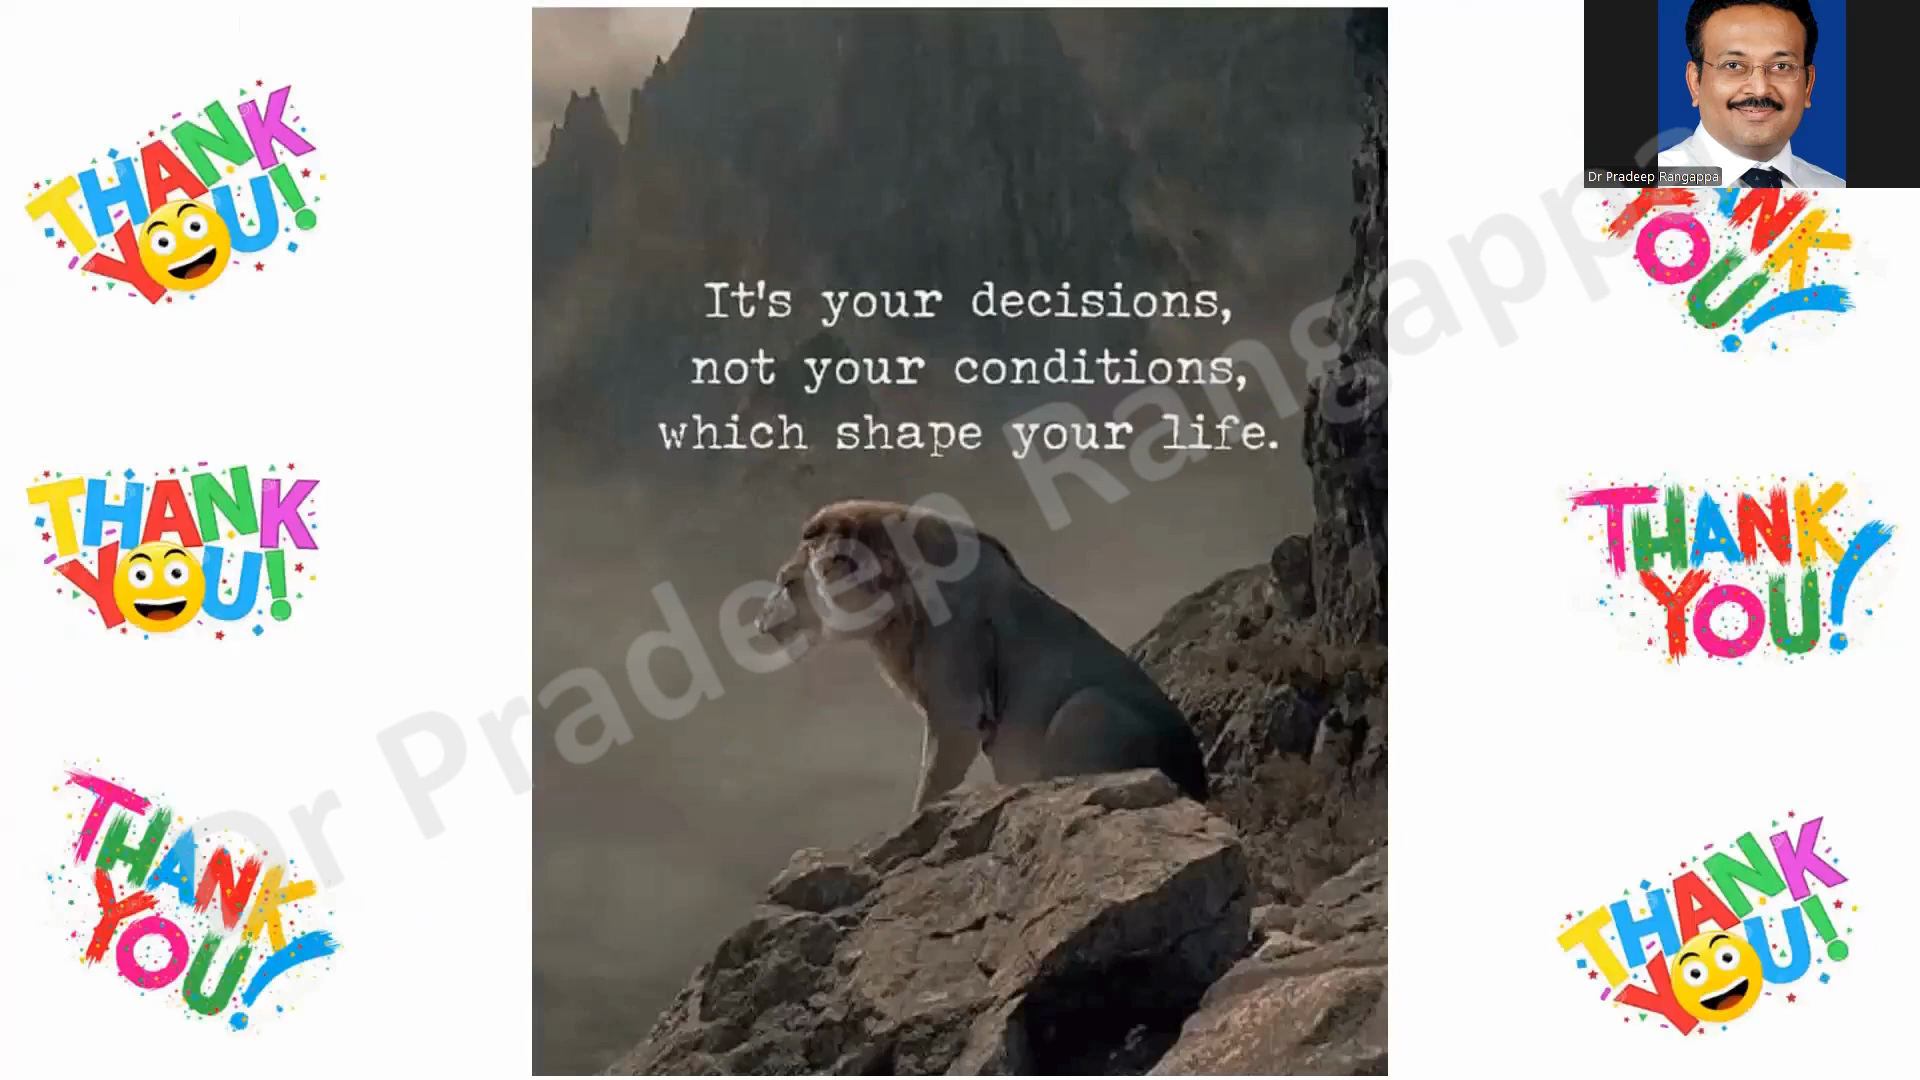 THANK
YOU!
Dr Pradeep Rangappa
It's your decisions,
not your conditions,
which shape your life.
OU
THANK
YOU!
THANK
YOU!
Dr Pradeep Rangappa
THANK
YOU!
THANK
YOU!